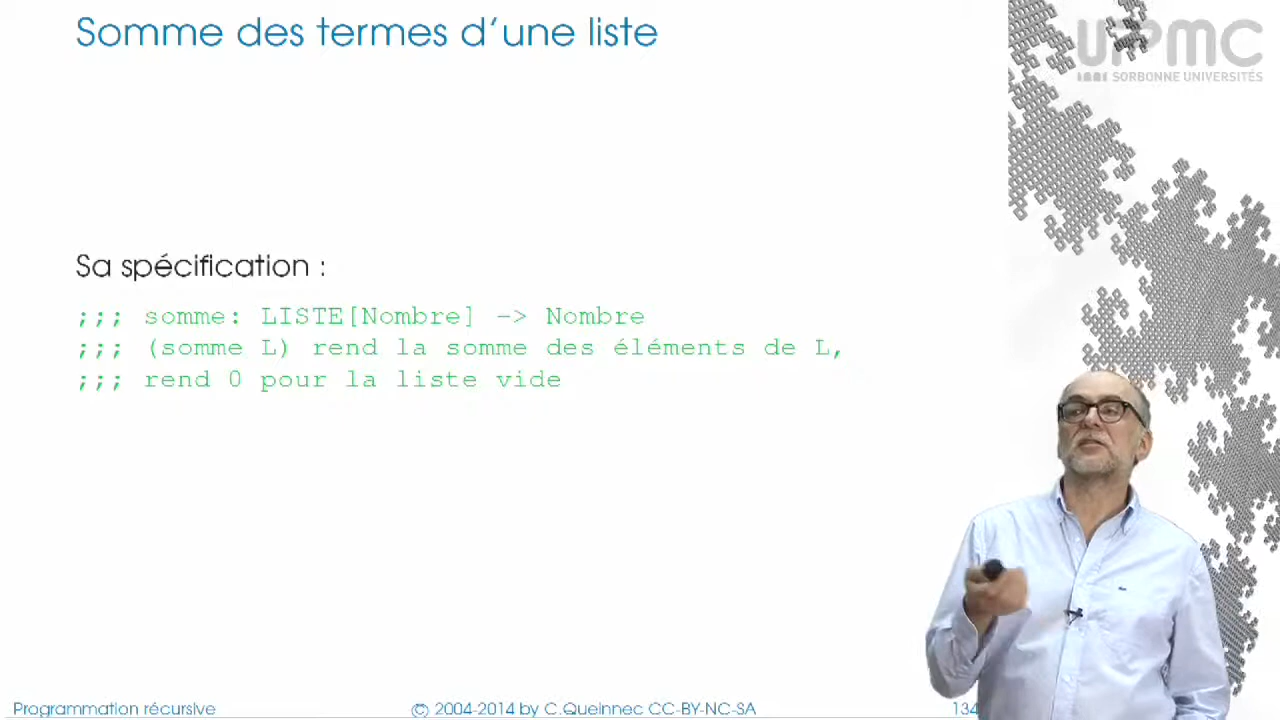 Somme des termes d'une liste
UPMC
SORBONNE UNIVERSITÉS
Sa spécification :
;;; somme: LISTE[Nombre] -> Nombre
;;; (somme L) rend la somme des éléments de L,
;;; rend 0 pour la liste vide
Programmation récursive
© 2004-2014 by C.Queinnec CC-BY-NC-SA
134